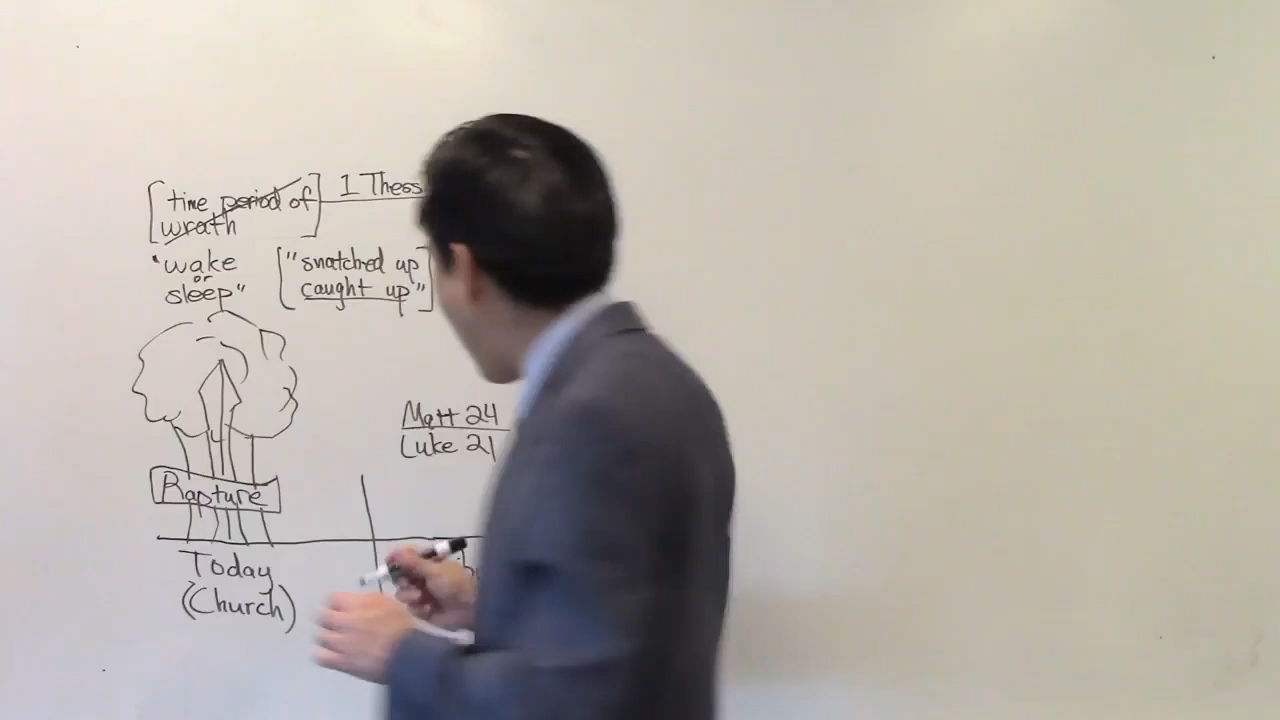 [time period of
wrath]
1 Thess
"wake
or
sleep"
["snatched up
caught up"]
Matt 24
Luke 21
Rapture
Today
(Church)